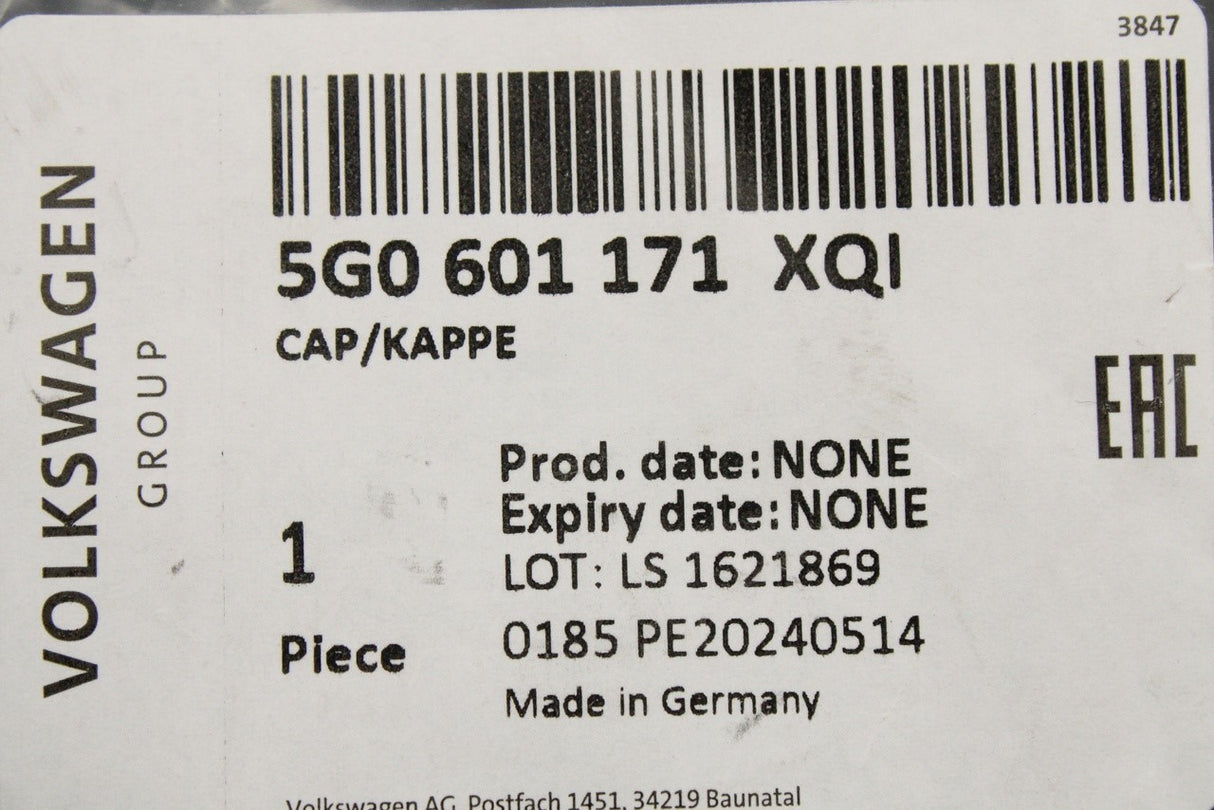 3847
VOLKSWAGEN
GROUP
5G0 601 171 XQI
CAP/KAPPE
EAC
Prod. date: NONE
Expiry date: NONE
1
LOT: LS 1621869
0185 PE20240514
Piece
Made in Germany
Volkswagen AG, Postfach 1451, 34219 Baunatal